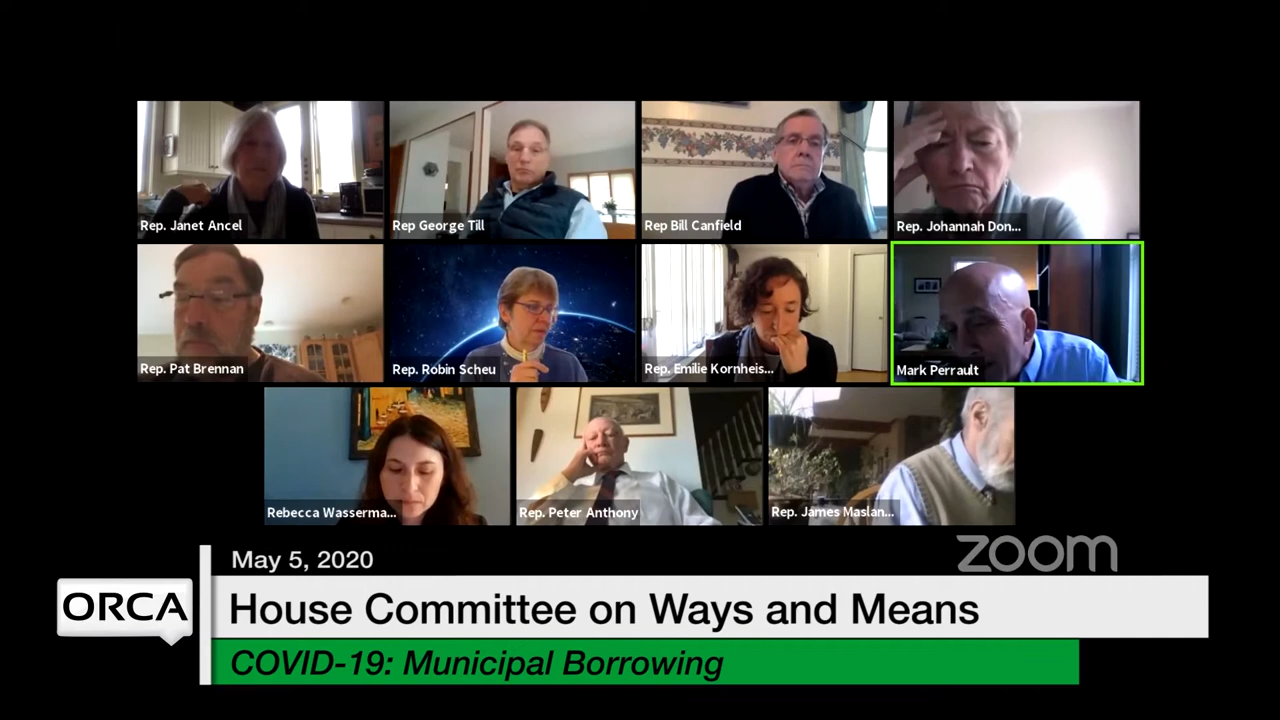 Rep. Janet Ancel
Rep George Till
Rep Bill Canfield
Rep. Johannah Don...
Rep. Pat Brennan
Rep. Robin Scheu
Rep. Emilie Kornheis...
Mark Perrault
Rebecca Wasserma...
Rep. Peter Anthony
Rep. James Maslan...
zoom
May 5, 2020
ORCA
House Committee on Ways and Means
COVID-19: Municipal Borrowing